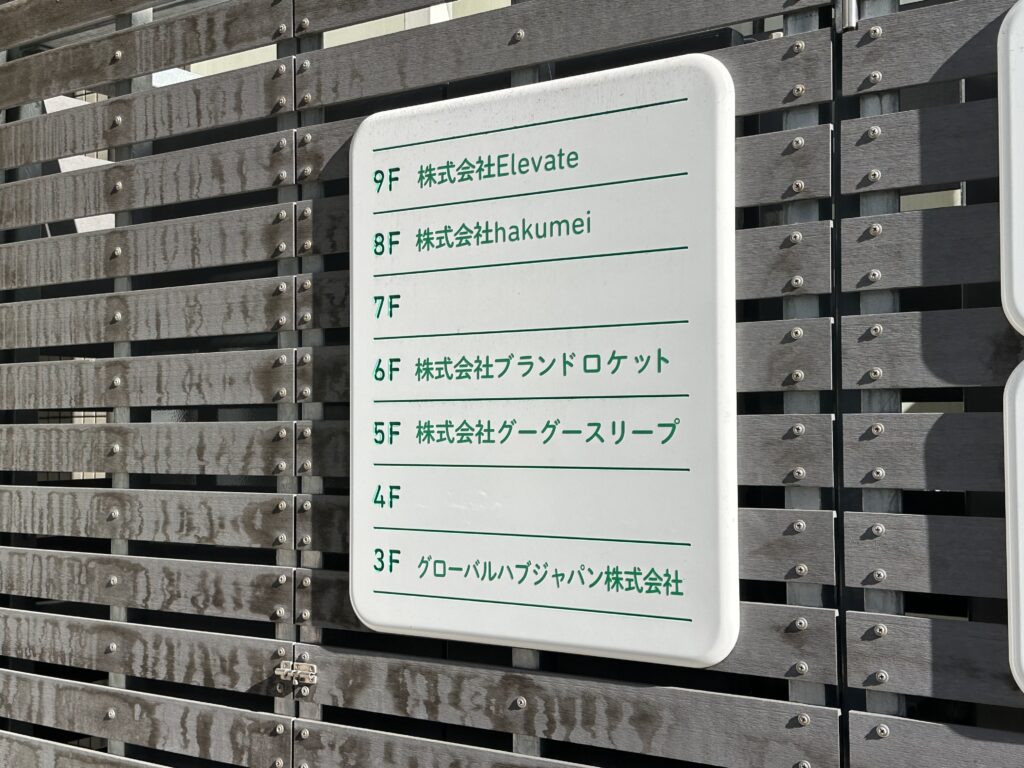 9F 株式会社Elevate
8F 株式会社hakumei
7F
6F 株式会社ブランドロケット
5F 株式会社グーグースリープ
4F
3F グローバルハブジャパン株式会社